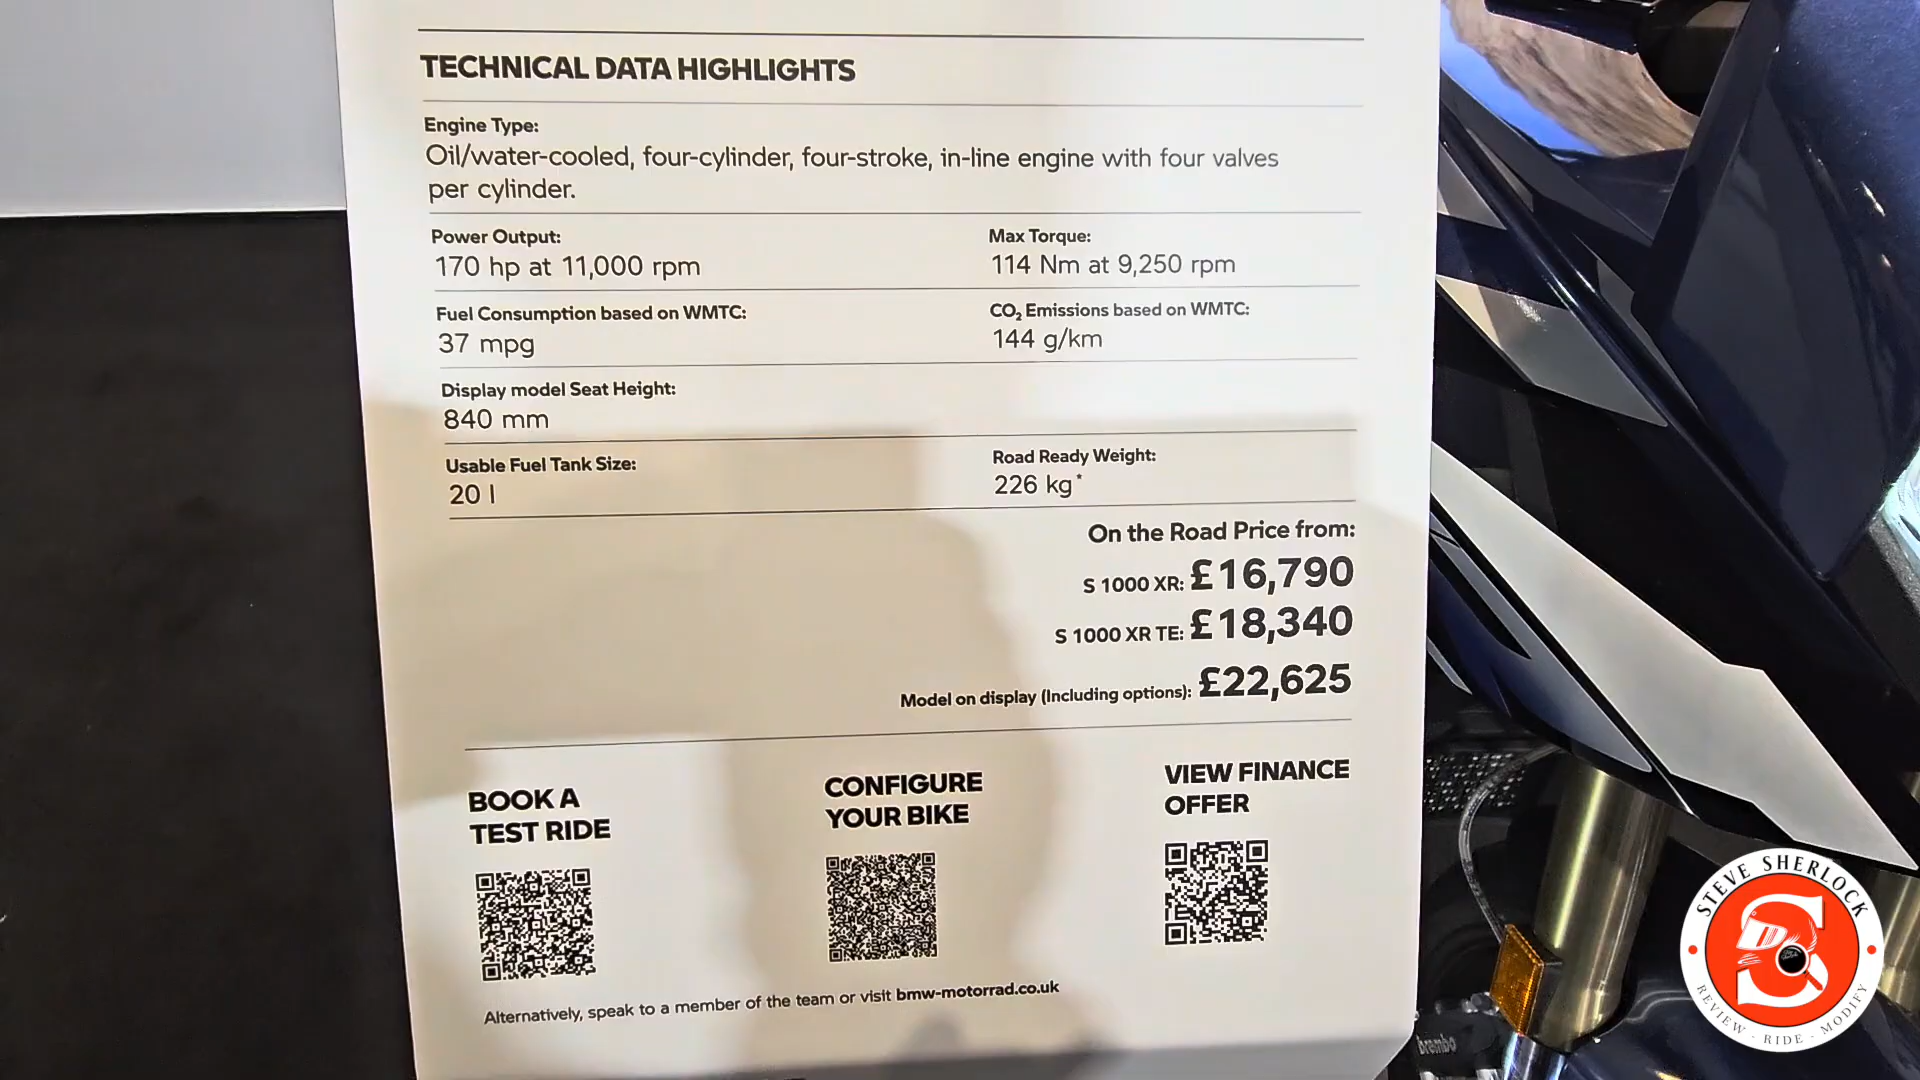 TECHNICAL DATA HIGHLIGHTS
Engine Type:
Oil/water-cooled, four-cylinder, four-stroke, in-line engine with four valves
per cylinder.
Power Output:
170 hp at 11,000 rpm
Max Torque:
114 Nm at 9,250 rpm
Fuel Consumption based on WMTC:
37 mpg
CO₂ Emissions based on WMTC:
144 g/km
Display model Seat Height:
840 mm
Usable Fuel Tank Size:
20 l
Road Ready Weight:
226 kg*
On the Road Price from:
S 1000 XR: £16,790
S 1000 XR TE: £18,340
Model on display (Including options): £22,625
BOOK A
TEST RIDE
CONFIGURE
YOUR BIKE
VIEW FINANCE
OFFER
Alternatively, speak to a member of the team or visit bmw-motorrad.co.uk
brembo
STEVE SHERLOCK
REVIEW - RIDE - MODIFY